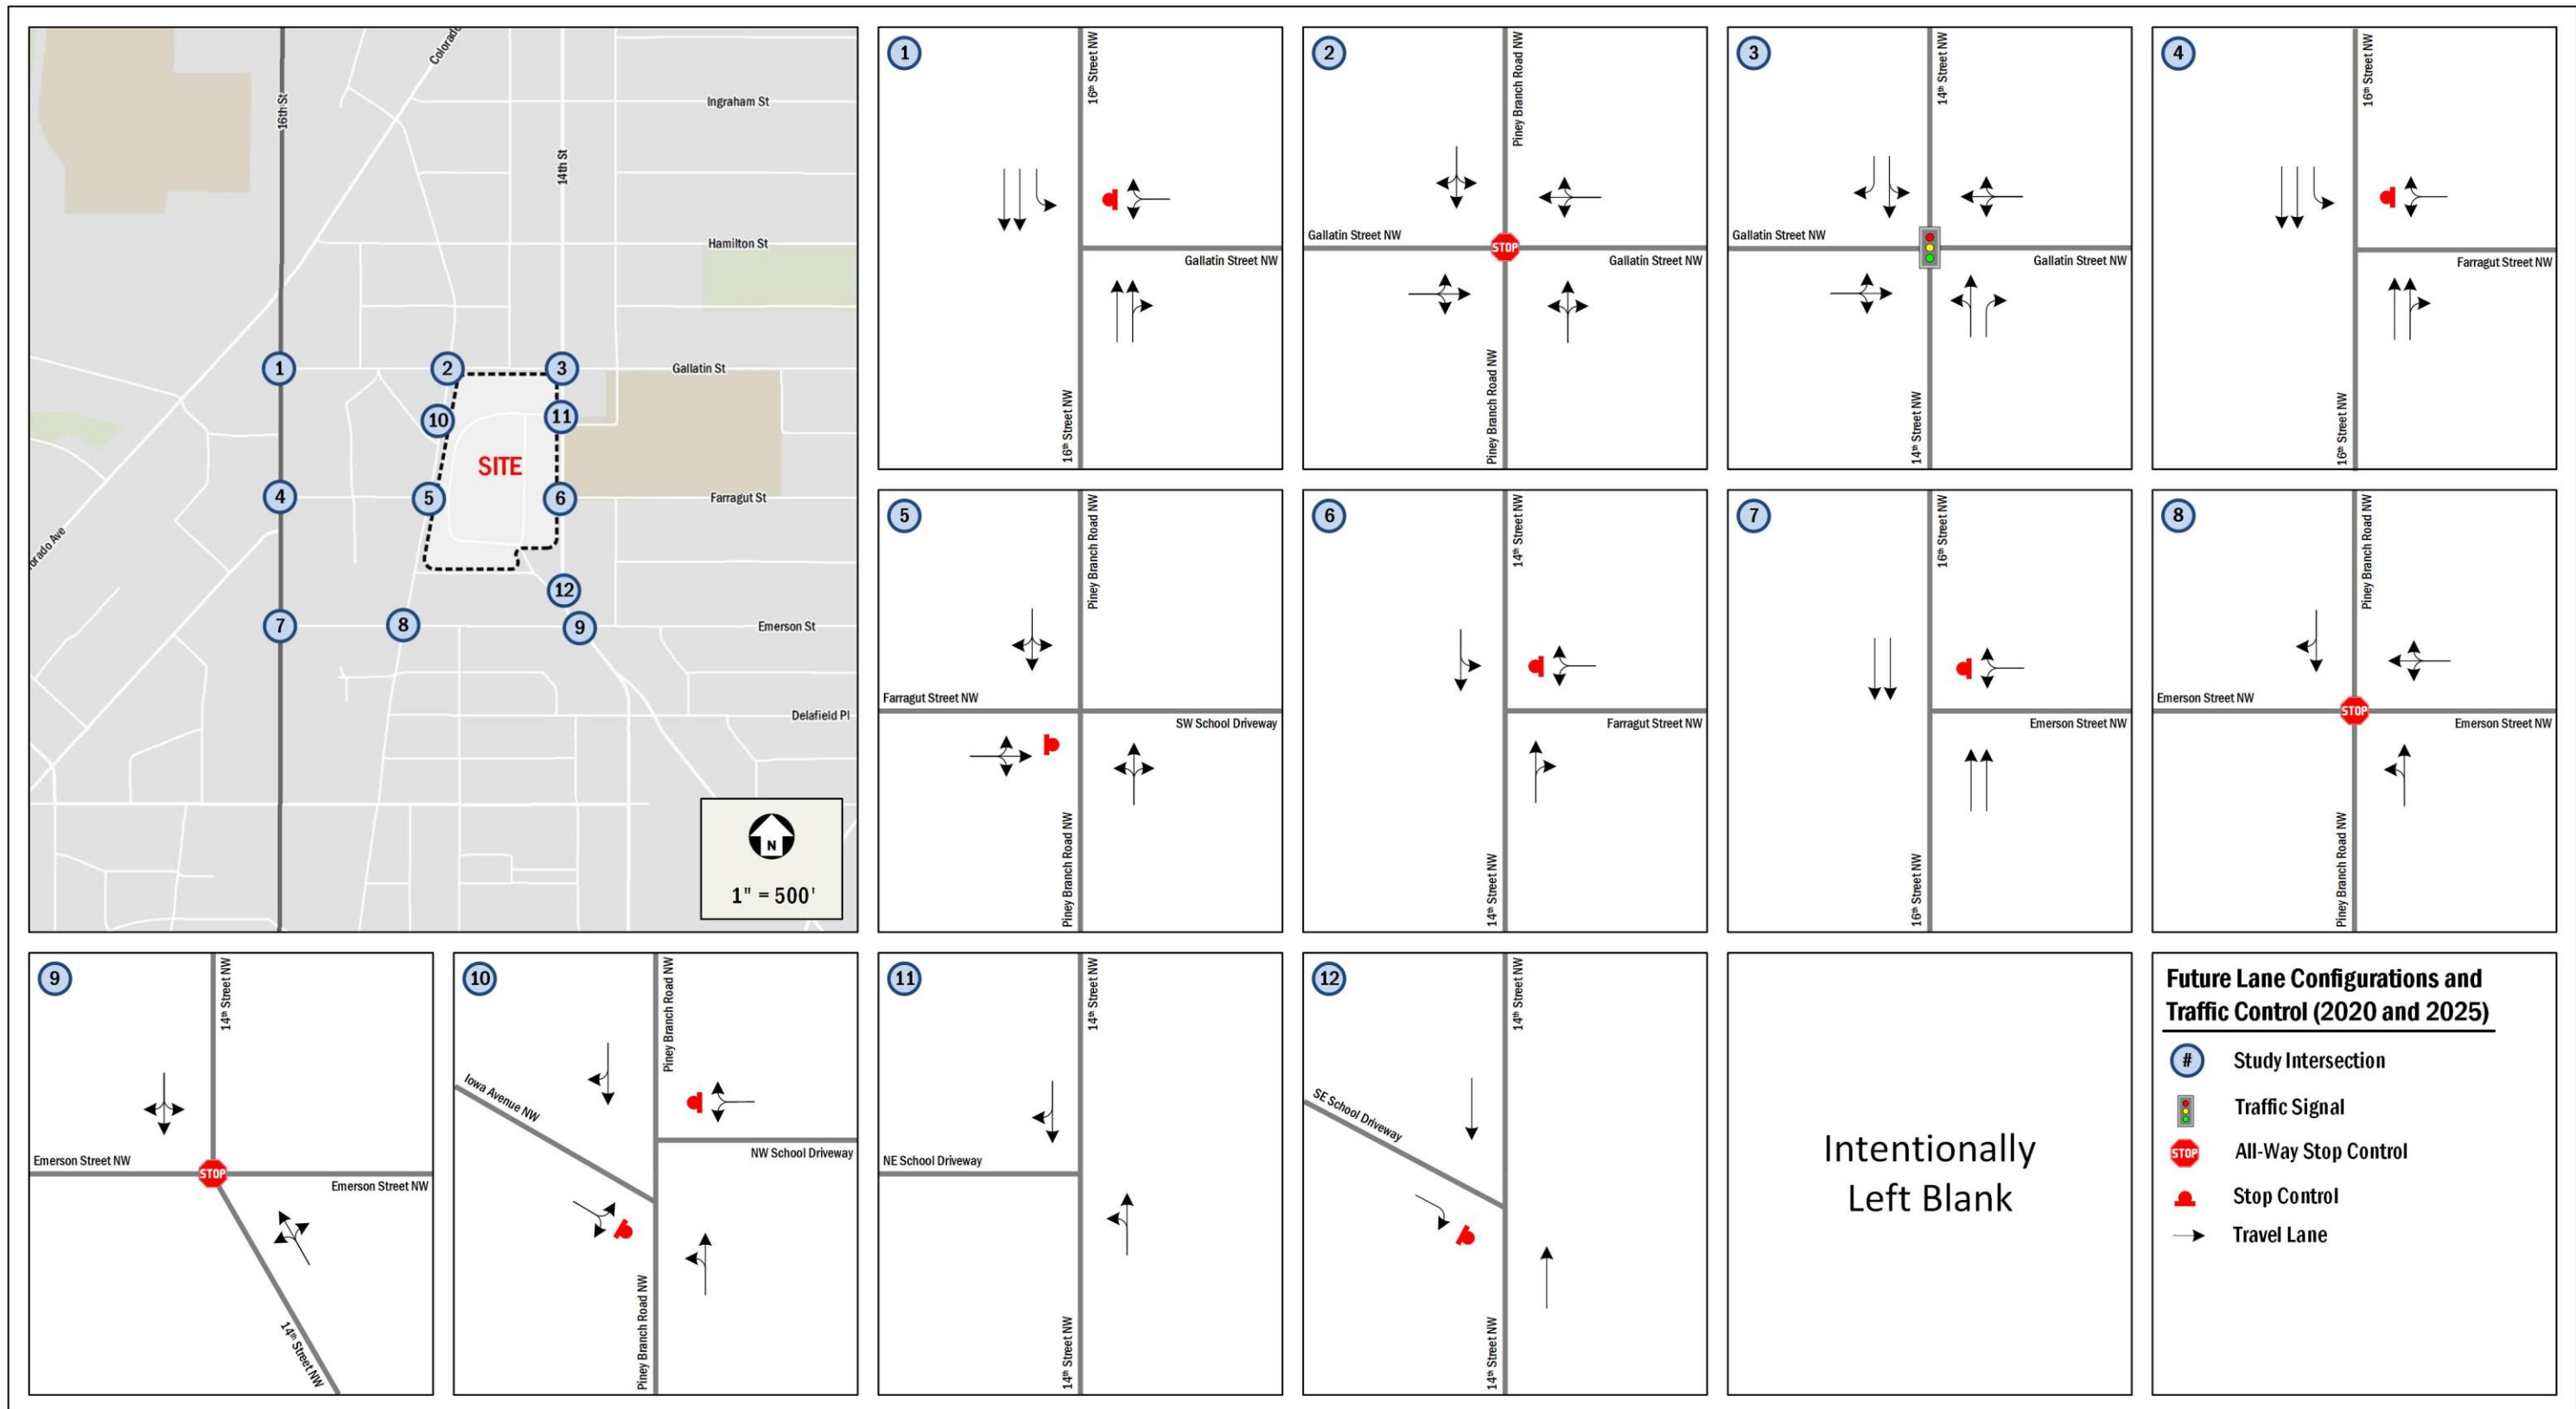 Colorado
16th St
14th St
Ingraham St
Hamilton St
Gallatin St
1
2
3
10
11
SITE
4
5
6
Farragut St
orado Ave
12
7
8
9
Emerson St
Delafield Pl
N
1" = 500'
1
16th Street NW
Gallatin Street NW
16th Street NW
2
Piney Branch Road NW
Gallatin Street NW
STOP
Gallatin Street NW
Piney Branch Road NW
3
14th Street NW
Gallatin Street NW
Gallatin Street NW
14th Street NW
4
16th Street NW
Farragut Street NW
16th Street NW
5
Piney Branch Road NW
Farragut Street NW
SW School Driveway
Piney Branch Road NW
6
14th Street NW
Farragut Street NW
14th Street NW
7
16th Street NW
Emerson Street NW
16th Street NW
8
Piney Branch Road NW
Emerson Street NW
STOP
Emerson Street NW
Piney Branch Road NW
9
14th Street NW
Emerson Street NW
STOP
Emerson Street NW
14th Street NW
10
Piney Branch Road NW
Iowa Avenue NW
NW School Driveway
Piney Branch Road NW
11
14th Street NW
NE School Driveway
14th Street NW
12
14th Street NW
SE School Driveway
14th Street NW
Intentionally
Left Blank
Future Lane Configurations and
Traffic Control (2020 and 2025)
# Study Intersection
Traffic Signal
STOP All-Way Stop Control
Stop Control
Travel Lane